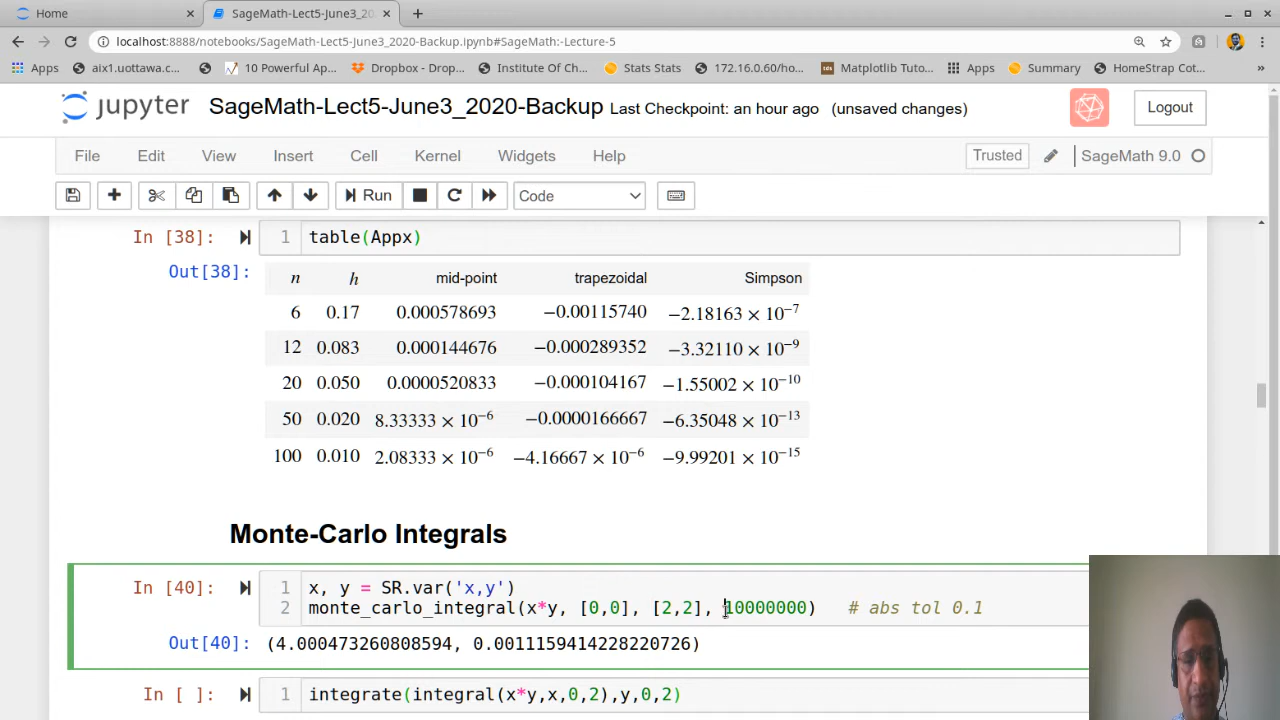 Home
SageMath-Lect5-June3_20
localhost:8888/notebooks/SageMath-Lect5-June3_2020-Backup.ipynb#SageMath:-Lecture-5
Apps aix1.uottawa.c... 10 Powerful Ap... Dropbox - Drop... Institute Of Ch... Stats Stats 172.16.0.60/ho... Matplotlib Tuto... Apps Summary HomeStrap Cot... »
jupyter SageMath-Lect5-June3_2020-Backup Last Checkpoint: an hour ago (unsaved changes) Logout
File Edit View Insert Cell Kernel Widgets Help Trusted SageMath 9.0
Run Code
In [38]: 1 table(Appx)
Out[38]:
n h mid-point trapezoidal Simpson
6 0.17 0.000578693 −0.00115740 −2.18163 × 10⁻⁷
12 0.083 0.000144676 −0.000289352 −3.32110 × 10⁻⁹
20 0.050 0.0000520833 −0.000104167 −1.55002 × 10⁻¹⁰
50 0.020 8.33333 × 10⁻⁶ −0.0000166667 −6.35048 × 10⁻¹³
100 0.010 2.08333 × 10⁻⁶ −4.16667 × 10⁻⁶ −9.99201 × 10⁻¹⁵
Monte-Carlo Integrals
In [40]: 1 x, y = SR.var('x,y')
2 monte_carlo_integral(x*y, [0,0], [2,2], 10000000) # abs tol 0.1
Out[40]: (4.000473260808594, 0.0011159414228220726)
In [ ]: 1 integrate(integral(x*y,x,0,2),y,0,2)